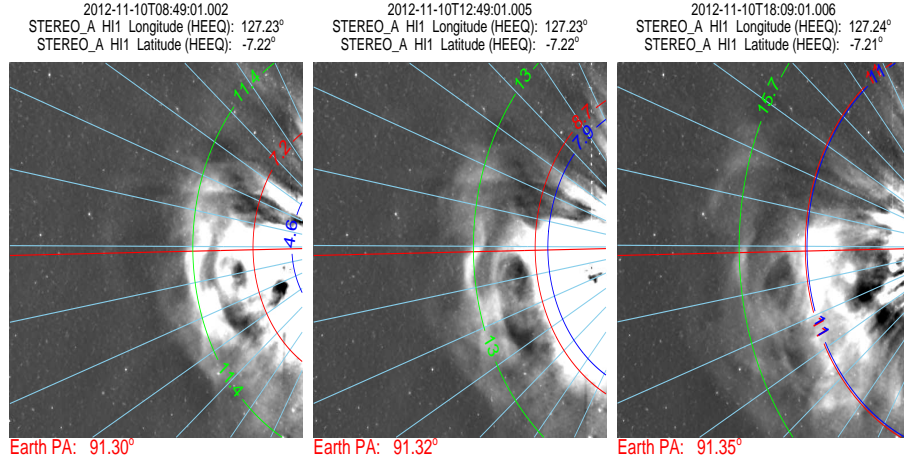 2012-11-10T08:49:01.002
STEREO_A HI1 Longitude (HEEQ): 127.23°
STEREO_A HI1 Latitude (HEEQ): -7.22°
11.4
7.2
4.6
11.4
Earth PA: 91.30°
2012-11-10T12:49:01.005
STEREO_A HI1 Longitude (HEEQ): 127.23°
STEREO_A HI1 Latitude (HEEQ): -7.22°
13
8.7
7.9
13
Earth PA: 91.32°
2012-11-10T18:09:01.006
STEREO_A HI1 Longitude (HEEQ): 127.24°
STEREO_A HI1 Latitude (HEEQ): -7.21°
15.7
11
11
Earth PA: 91.35°